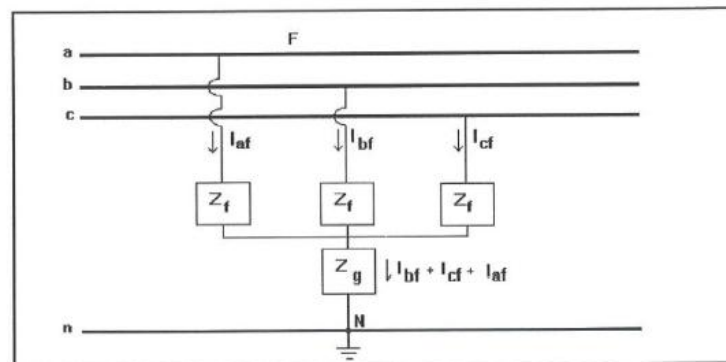 F
a
b
c
I_af I_bf I_cf
Z_f Z_f Z_f
Z_g I_bf + I_cf + I_af
n N